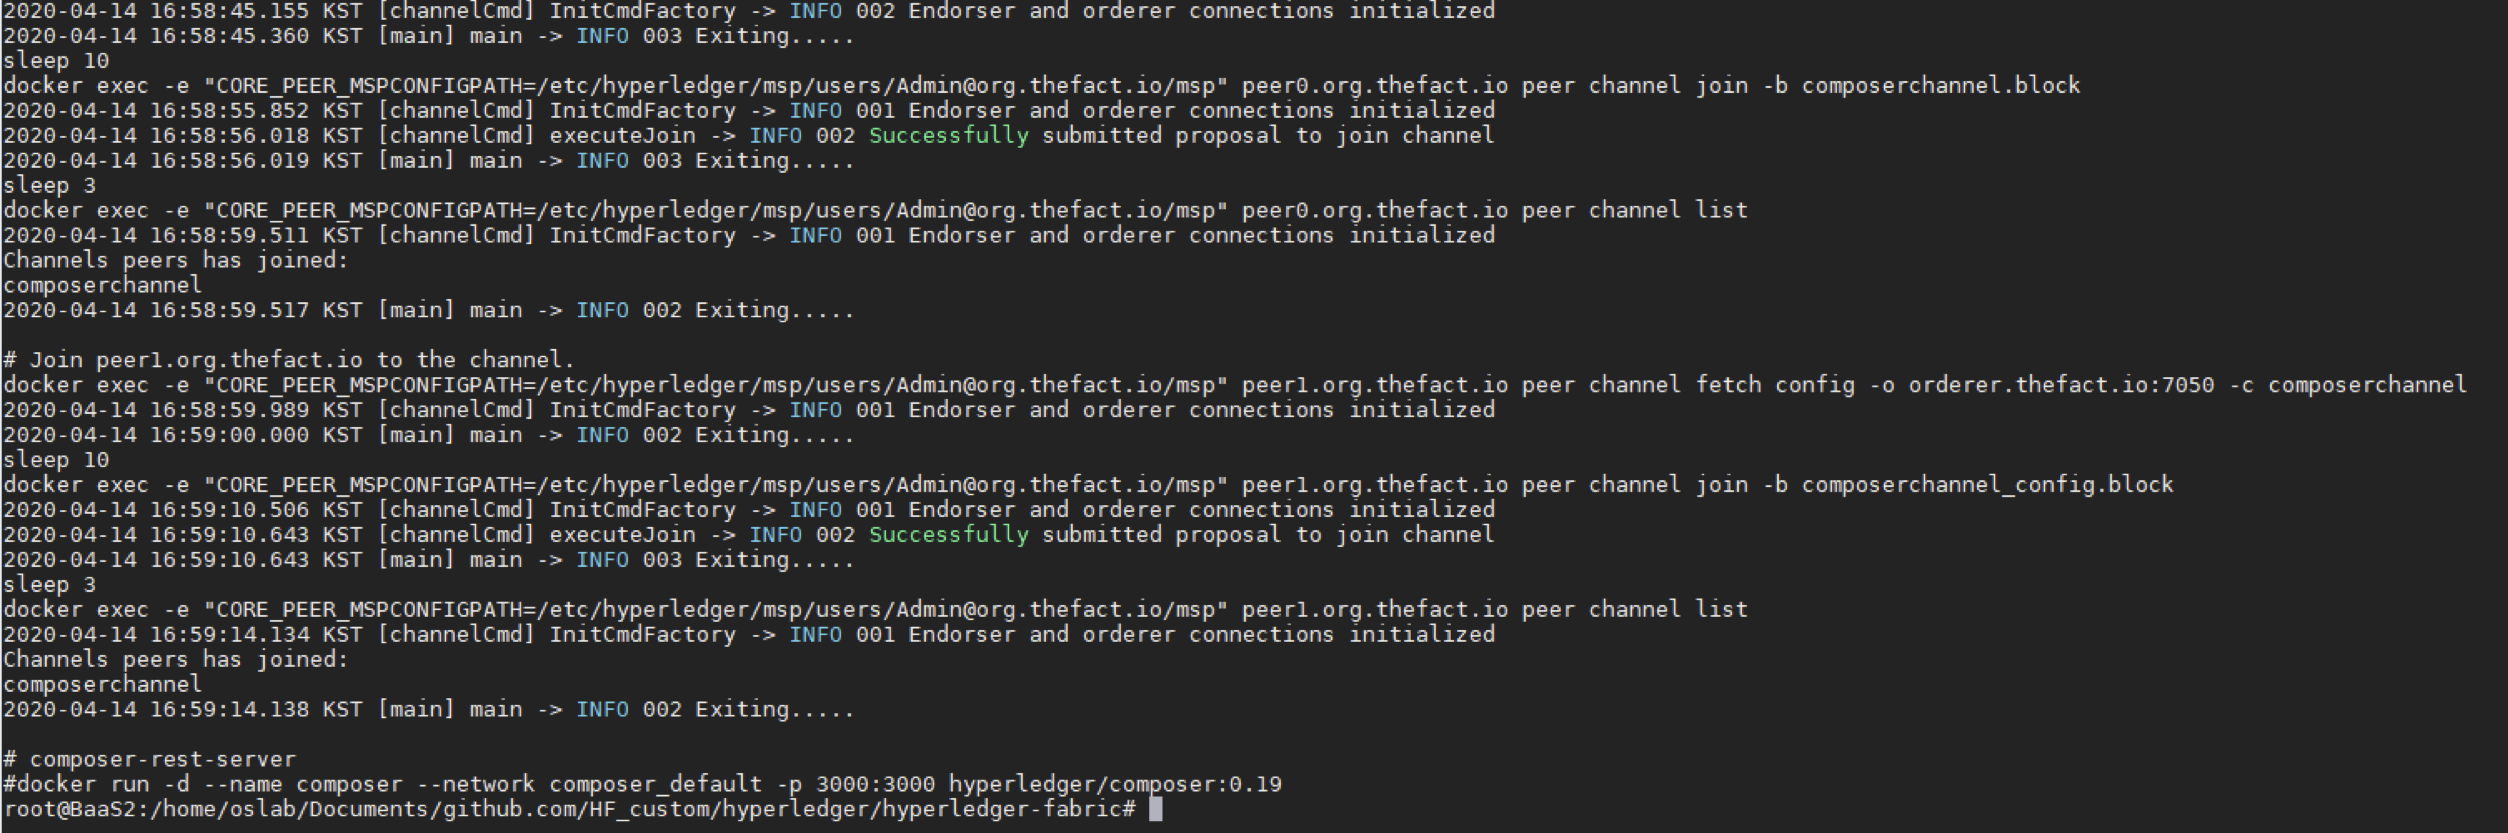 2020-04-14 16:58:45.155 KST [channelCmd] InitCmdFactory -> INFO 002 Endorser and orderer connections initialized
2020-04-14 16:58:45.360 KST [main] main -> INFO 003 Exiting.....
sleep 10
docker exec -e "CORE_PEER_MSPCONFIGPATH=/etc/hyperledger/msp/users/Admin@org.thefact.io/msp" peer0.org.thefact.io peer channel join -b composerchannel.block
2020-04-14 16:58:55.852 KST [channelCmd] InitCmdFactory -> INFO 001 Endorser and orderer connections initialized
2020-04-14 16:58:56.018 KST [channelCmd] executeJoin -> INFO 002 Successfully submitted proposal to join channel
2020-04-14 16:58:56.019 KST [main] main -> INFO 003 Exiting.....
sleep 3
docker exec -e "CORE_PEER_MSPCONFIGPATH=/etc/hyperledger/msp/users/Admin@org.thefact.io/msp" peer0.org.thefact.io peer channel list
2020-04-14 16:58:59.511 KST [channelCmd] InitCmdFactory -> INFO 001 Endorser and orderer connections initialized
Channels peers has joined:
composerchannel
2020-04-14 16:58:59.517 KST [main] main -> INFO 002 Exiting.....
# Join peer1.org.thefact.io to the channel.
docker exec -e "CORE_PEER_MSPCONFIGPATH=/etc/hyperledger/msp/users/Admin@org.thefact.io/msp" peer1.org.thefact.io peer channel fetch config -o orderer.thefact.io:7050 -c composerchannel
2020-04-14 16:58:59.989 KST [channelCmd] InitCmdFactory -> INFO 001 Endorser and orderer connections initialized
2020-04-14 16:59:00.000 KST [main] main -> INFO 002 Exiting.....
sleep 10
docker exec -e "CORE_PEER_MSPCONFIGPATH=/etc/hyperledger/msp/users/Admin@org.thefact.io/msp" peer1.org.thefact.io peer channel join -b composerchannel_config.block
2020-04-14 16:59:10.506 KST [channelCmd] InitCmdFactory -> INFO 001 Endorser and orderer connections initialized
2020-04-14 16:59:10.643 KST [channelCmd] executeJoin -> INFO 002 Successfully submitted proposal to join channel
2020-04-14 16:59:10.643 KST [main] main -> INFO 003 Exiting.....
sleep 3
docker exec -e "CORE_PEER_MSPCONFIGPATH=/etc/hyperledger/msp/users/Admin@org.thefact.io/msp" peer1.org.thefact.io peer channel list
2020-04-14 16:59:14.134 KST [channelCmd] InitCmdFactory -> INFO 001 Endorser and orderer connections initialized
Channels peers has joined:
composerchannel
2020-04-14 16:59:14.138 KST [main] main -> INFO 002 Exiting.....
# composer-rest-server
#docker run -d --name composer --network composer_default -p 3000:3000 hyperledger/composer:0.19
root@BaaS2:/home/oslab/Documents/github.com/HF_custom/hyperledger/hyperledger-fabric#